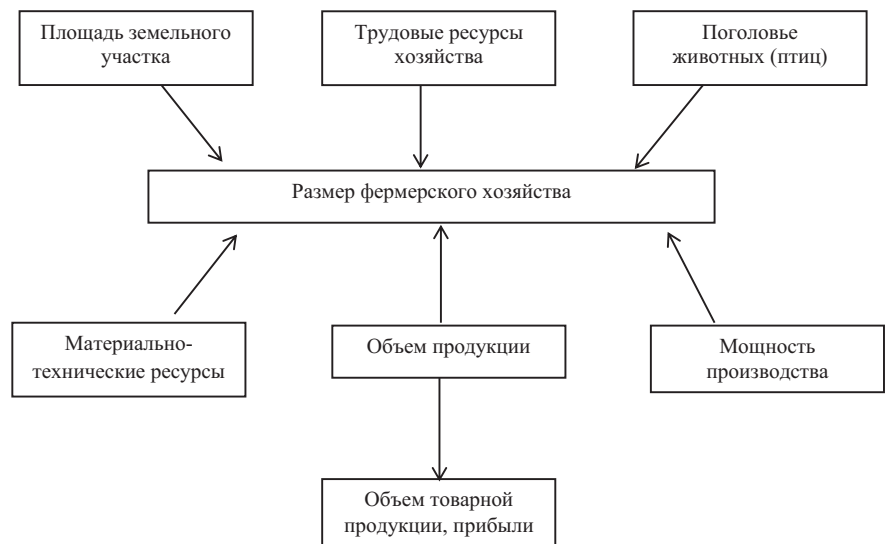 Площадь земельного
участка
Трудовые ресурсы
хозяйства
Поголовье
животных (птиц)
Размер фермерского хозяйства
Материально-
технические ресурсы
Объем продукции
Мощность
производства
Объем товарной
продукции, прибыли